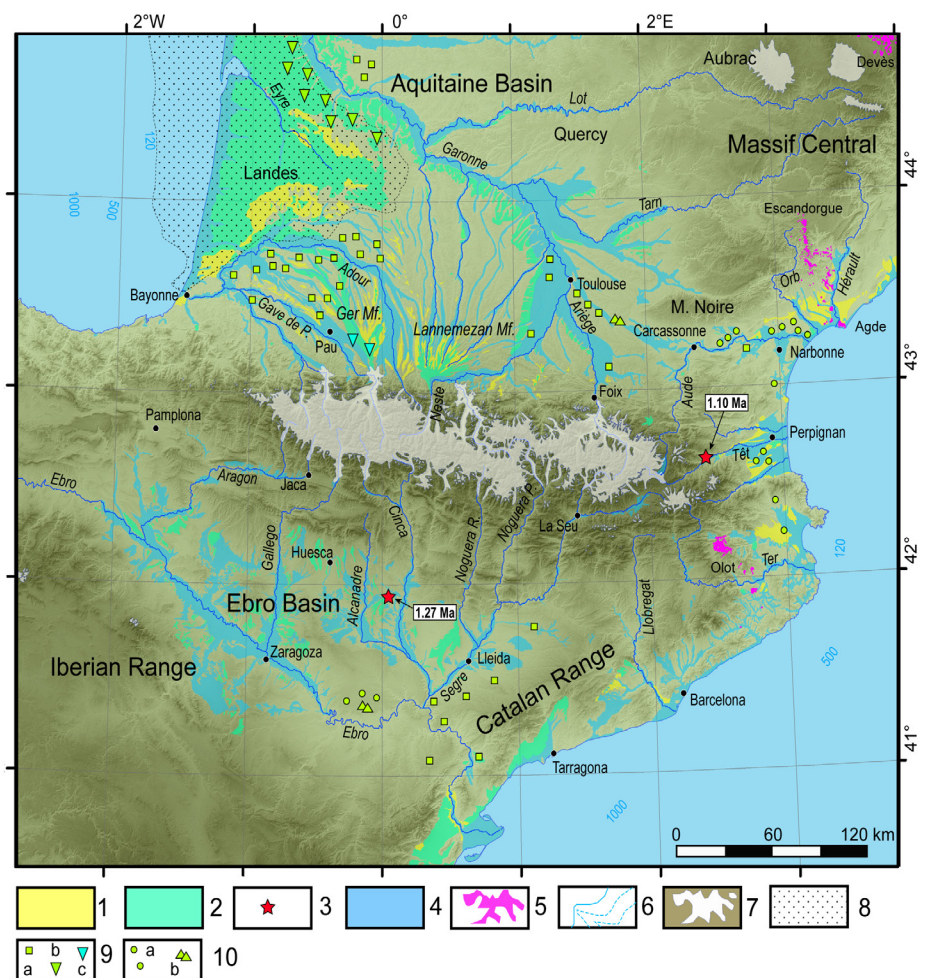 2°W 0° 2°E
Aubrac
Devès
Aquitaine Basin
Eyre
Lot
Quercy
120
Garonne
Massif Central
44°
Landes
1000
500
Tarn
Escandorgue
Orb
Hérault
Adour
Toulouse
Bayonne
Gave de P.
Ger Mf.
Lannemezan Mf.
Ariège
M. Noire
Carcassonne
Agde
Pau
Narbonne
43°
Neste
Foix
Aude
1.10 Ma
Pamplona
Perpignan
Têt
Ebro
Aragon
Jaca
Cinca
Noguera R.
Noguera P.
La Seu
Gallego
Huesca
Olot
Ter
120
42°
Alcanadre
Ebro Basin
1.27 Ma
Llobregat
Iberian Range
Zaragoza
Lleida
500
Segre
Catalan Range
Barcelona
Ebro
41°
Tarragona
1000
0 60 120 km
1 2 3 4 5 6 7 8
b 9 a 10
a c b